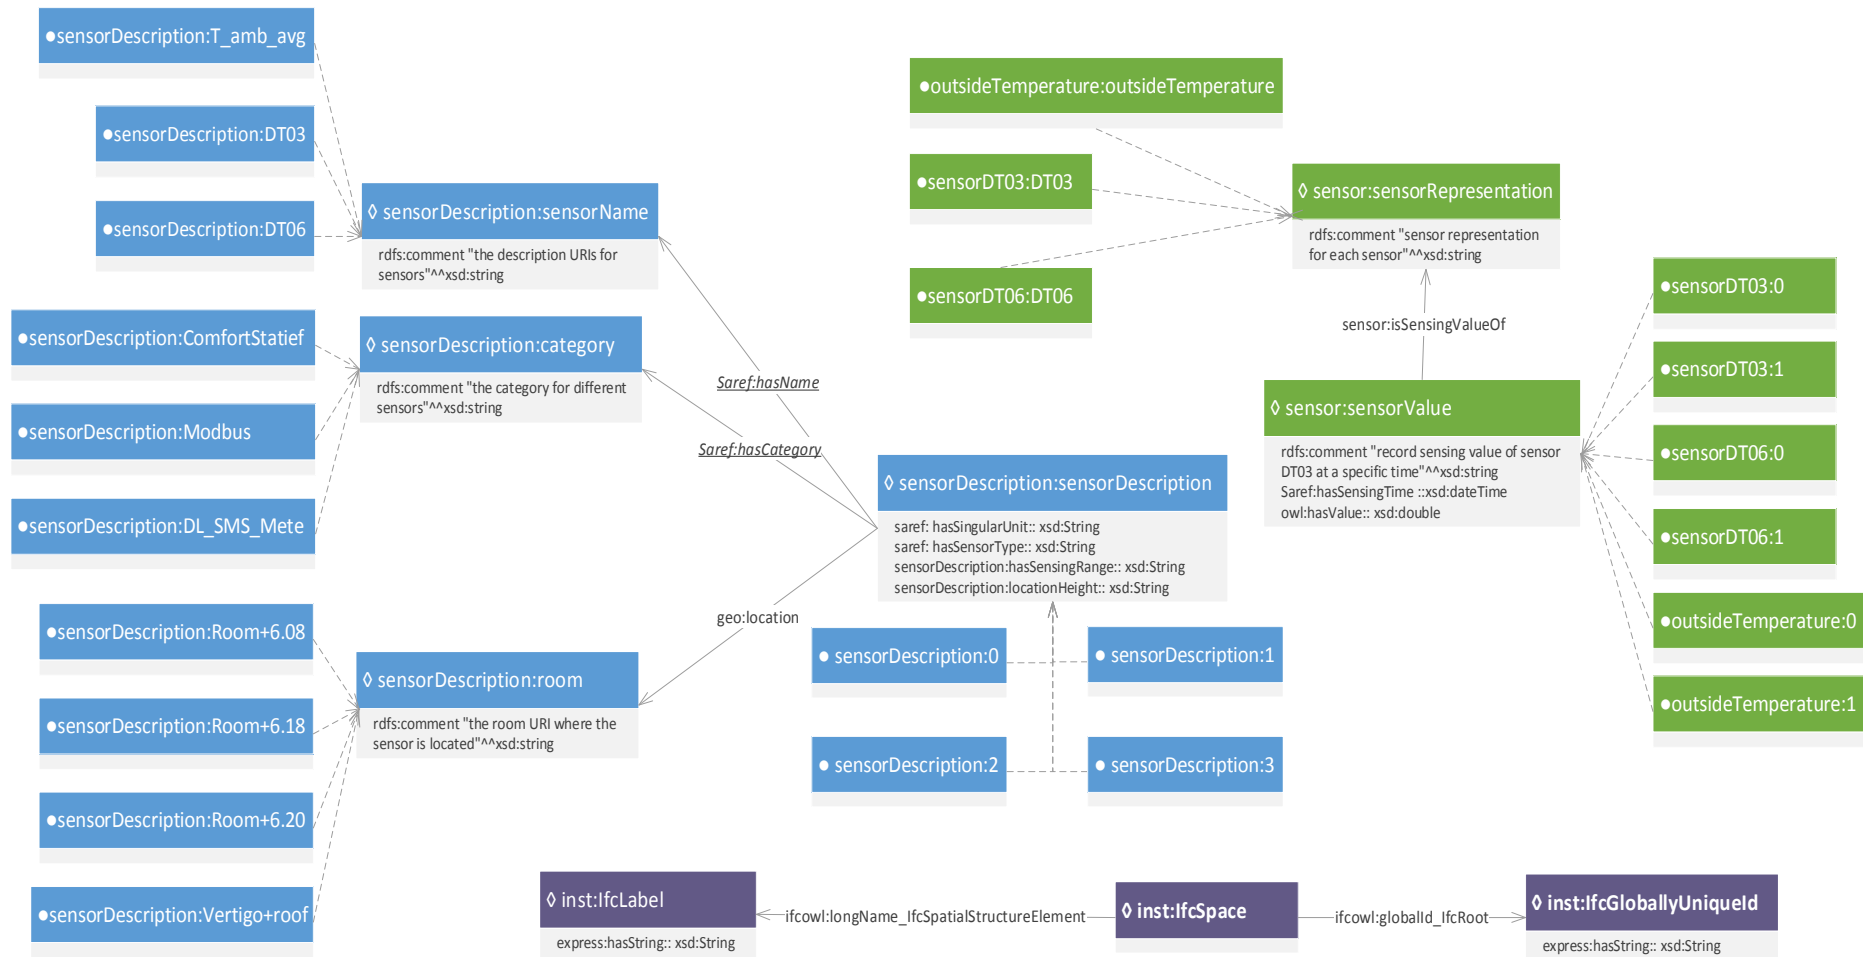 ●sensorDescription:T_amb_avg
●sensorDescription:DT03
●sensorDescription:DT06
◊ sensorDescription:sensorName
rdfs:comment "the description URIs for
sensors"^^xsd:string
●sensorDescription:ComfortStatief
●sensorDescription:Modbus
●sensorDescription:DL_SMS_Mete
◊ sensorDescription:category
rdfs:comment "the category for different
sensors"^^xsd:string
●sensorDescription:Room+6.08
●sensorDescription:Room+6.18
●sensorDescription:Room+6.20
●sensorDescription:Vertigo+roof
◊ sensorDescription:room
rdfs:comment "the room URI where the
sensor is located"^^xsd:string
Saref:hasName
Saref:hasCategory
geo:location
◊ sensorDescription:sensorDescription
saref: hasSingularUnit:: xsd:String
saref: hasSensorType:: xsd:String
sensorDescription:hasSensingRange:: xsd:String
sensorDescription:locationHeight:: xsd:String
● sensorDescription:0
● sensorDescription:1
● sensorDescription:2
● sensorDescription:3
●outsideTemperature:outsideTemperature
●sensorDT03:DT03
●sensorDT06:DT06
◊ sensor:sensorRepresentation
rdfs:comment "sensor representation
for each sensor"^^xsd:string
sensor:isSensingValueOf
◊ sensor:sensorValue
rdfs:comment "record sensing value of sensor
DT03 at a specific time"^^xsd:string
Saref:hasSensingTime ::xsd:dateTime
owl:hasValue:: xsd:double
●sensorDT03:0
●sensorDT03:1
●sensorDT06:0
●sensorDT06:1
●outsideTemperature:0
●outsideTemperature:1
◊ inst:IfcLabel
express:hasString:: xsd:String
ifcowl:longName_IfcSpatialStructureElement
◊ inst:IfcSpace
ifcowl:globalId_IfcRoot
◊ inst:IfcGloballyUniqueId
express:hasString:: xsd:String